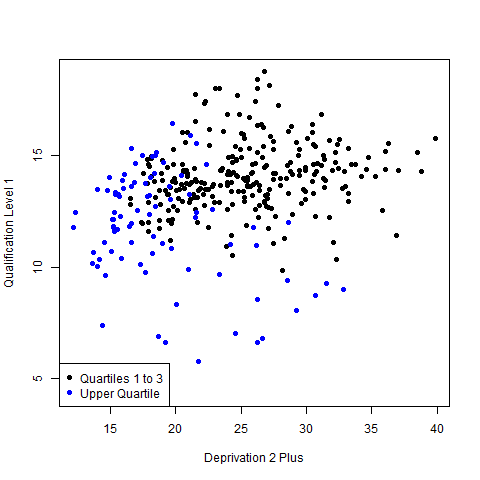 Qualification Level 1
15
10
5
Quartiles 1 to 3
Upper Quartile
15 20 25 30 35 40
Deprivation 2 Plus